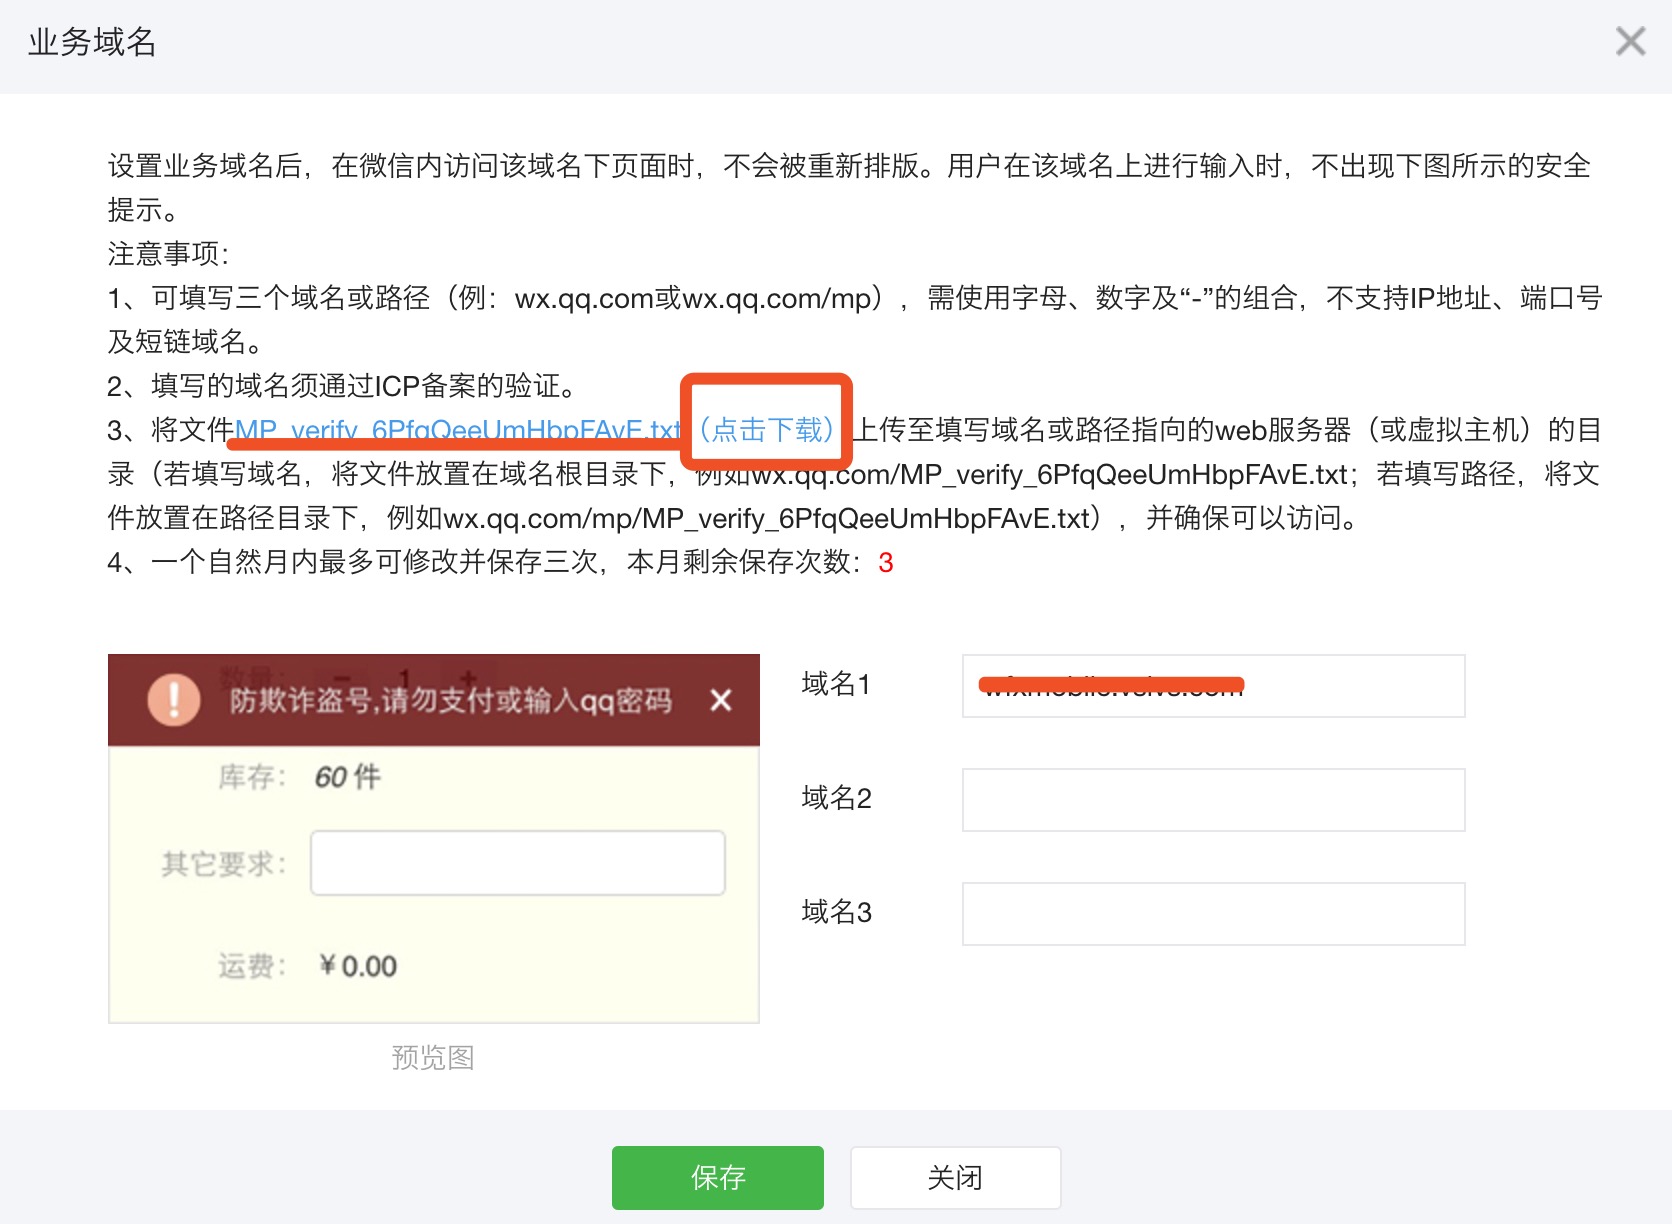 业务域名
设置业务域名后，在微信内访问该域名下页面时，不会被重新排版。用户在该域名上进行输入时，不出现下图所示的安全
提示。
注意事项：
1、可填写三个域名或路径（例：wx.qq.com或wx.qq.com/mp），需使用字母、数字及“-”的组合，不支持IP地址、端口号
及短链域名。
2、填写的域名须通过ICP备案的验证。
3、将文件MP_verify_6PfqQeeUmHbpFAvE.txt（点击下载）上传至填写域名或路径指向的web服务器（或虚拟主机）的目
录（若填写域名，将文件放置在域名根目录下，例如wx.qq.com/MP_verify_6PfqQeeUmHbpFAvE.txt；若填写路径，将文
件放置在路径目录下，例如wx.qq.com/mp/MP_verify_6PfqQeeUmHbpFAvE.txt），并确保可以访问。
4、一个自然月内最多可修改并保存三次，本月剩余保存次数：3
数量： － 1 +
防欺诈盗号,请勿支付或输入qq密码
库存： 60 件
其它要求：
运费： ￥0.00
预览图
域名1
域名2
域名3
保存 关闭